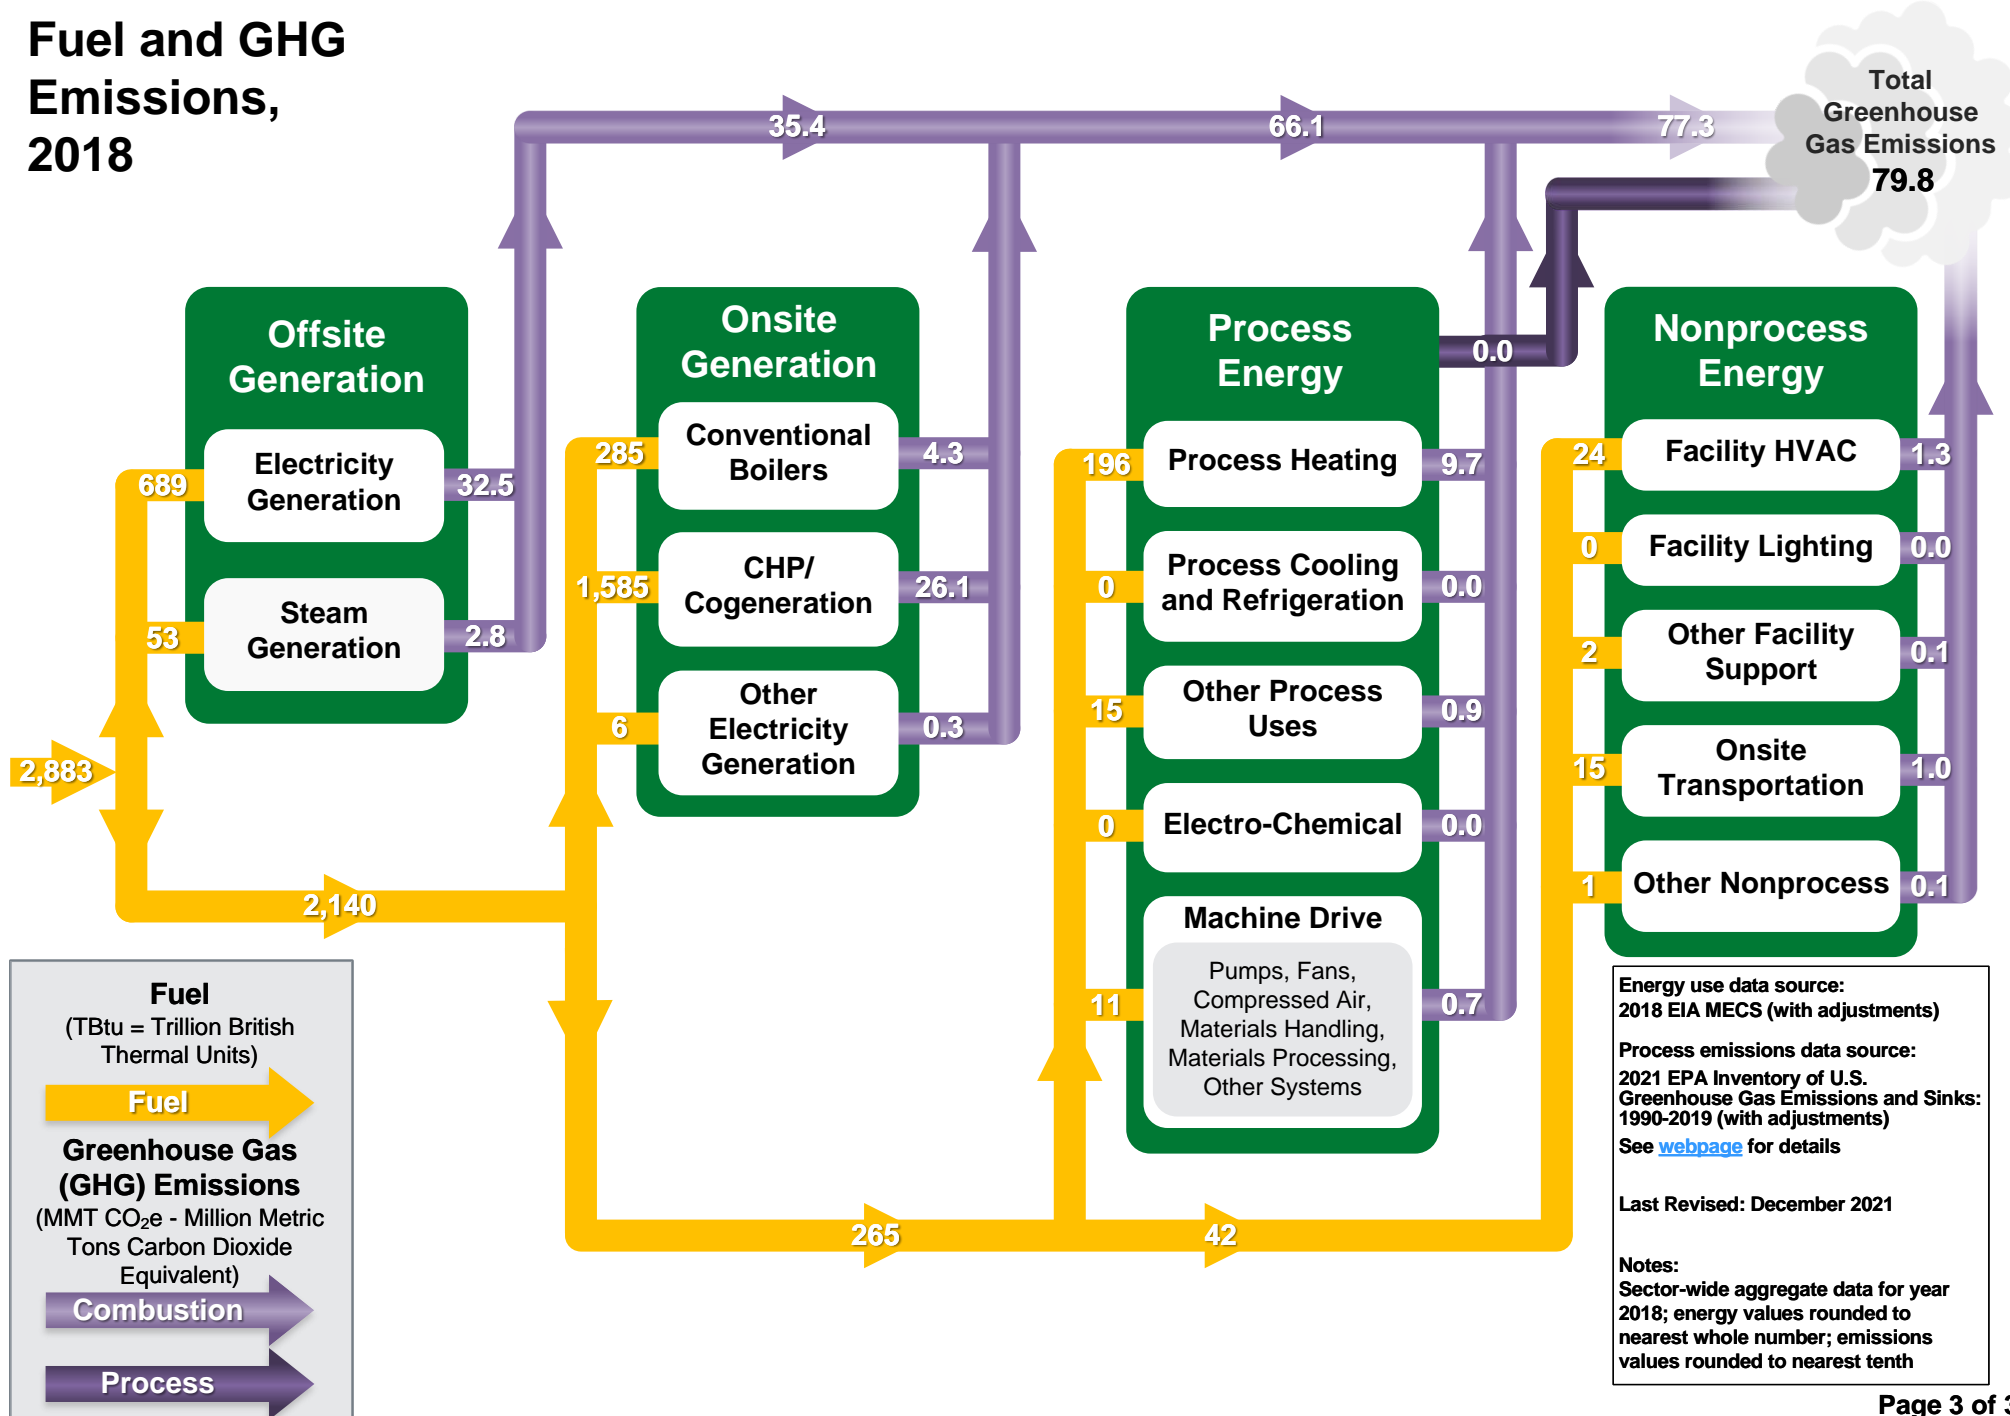 Fuel and GHG
Emissions,
2018
35.4
66.1
77.3
Total
Greenhouse
Gas Emissions
79.8
Offsite
Generation
689
Electricity
Generation
32.5
53
Steam
Generation
2.8
2,883
2,140
Onsite
Generation
285
Conventional
Boilers
4.3
1,585
CHP/
Cogeneration
26.1
6
Other
Electricity
Generation
0.3
Process
Energy
0.0
196
Process Heating
9.7
0
Process Cooling
and Refrigeration
0.0
15
Other Process
Uses
0.9
0
Electro-Chemical
0.0
Machine Drive
11
Pumps, Fans,
Compressed Air,
Materials Handling,
Materials Processing,
Other Systems
0.7
265
42
Nonprocess
Energy
24
Facility HVAC
1.3
0
Facility Lighting
0.0
2
Other Facility
Support
0.1
15
Onsite
Transportation
1.0
1
Other Nonprocess
0.1
Fuel
(TBtu = Trillion British
Thermal Units)
Fuel
Greenhouse Gas
(GHG) Emissions
(MMT CO₂e - Million Metric
Tons Carbon Dioxide
Equivalent)
Combustion
Process
Energy use data source:
2018 EIA MECS (with adjustments)
Process emissions data source:
2021 EPA Inventory of U.S.
Greenhouse Gas Emissions and Sinks:
1990-2019 (with adjustments)
See webpage for details
Last Revised: December 2021
Notes:
Sector-wide aggregate data for year
2018; energy values rounded to
nearest whole number; emissions
values rounded to nearest tenth
Page 3 of 3